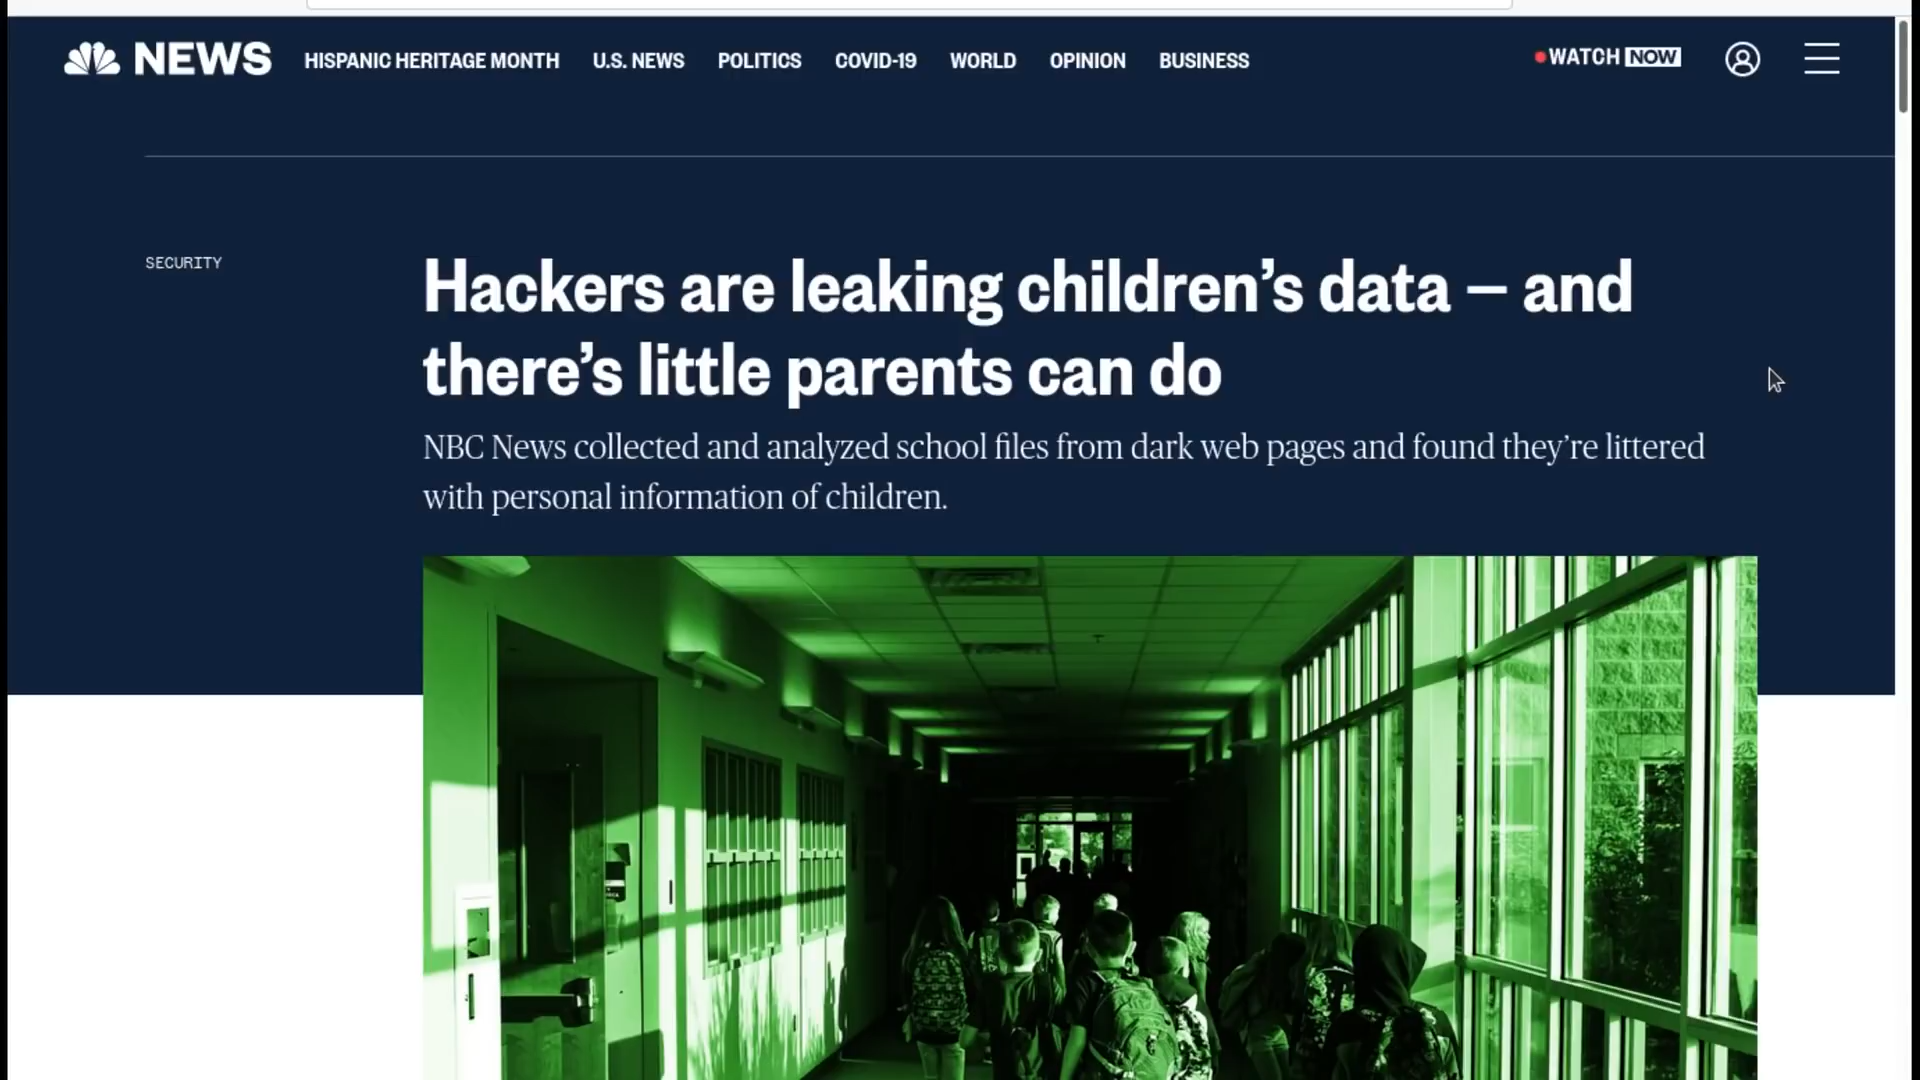 NEWS HISPANIC HERITAGE MONTH U.S. NEWS POLITICS COVID-19 WORLD OPINION BUSINESS WATCH NOW
SECURITY
Hackers are leaking children’s data – and
there’s little parents can do
NBC News collected and analyzed school files from dark web pages and found they’re littered
with personal information of children.